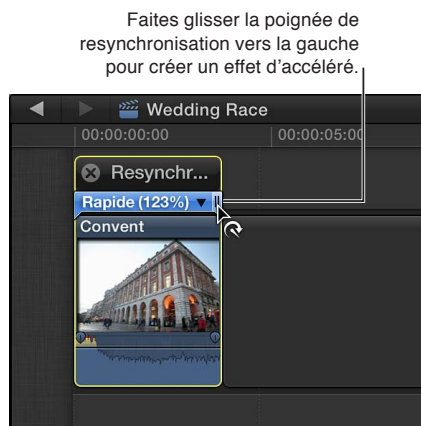 Faites glisser la poignée de
resynchronisation vers la gauche
pour créer un effet d'accéléré.
Wedding Race
00:00:00:00 00:00:05:00
Resynchr...
Rapide (123%)
Convent